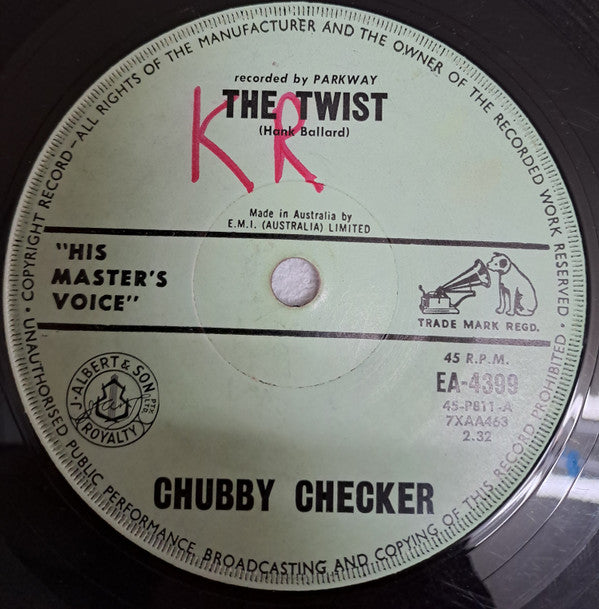 UNAUTHORISED PUBLIC PERFORMANCE, BROADCASTING AND COPYING OF THIS RECORD PROHIBITED • COPYRIGHT RECORD—ALL RIGHTS OF THE MANUFACTURER AND THE OWNER OF THE RECORDED WORK RESERVED •
recorded by PARKWAY
THE TWIST
(Hank Ballard)
KR
Made in Australia by
E.M.I. (AUSTRALIA) LIMITED
"HIS
MASTER'S
VOICE"
TRADE MARK REGD.
45 R.P.M.
EA-4399
45-P811-A
7XAA463
2.32
J. ALBERT & SON PTY. LTD.
ROYALTY
CHUBBY CHECKER